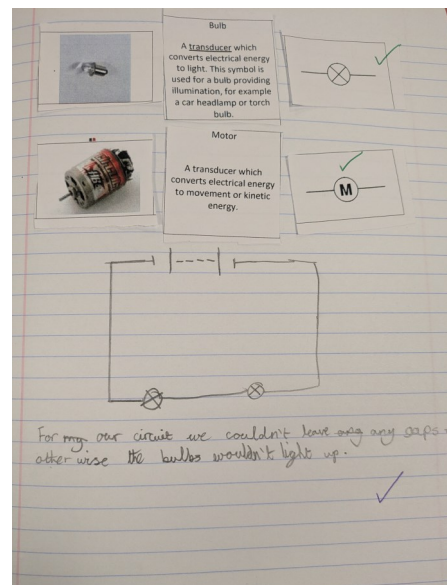 Bulb
A transducer which
converts electrical energy
to light. This symbol is
used for a bulb providing
illumination, for example
a car headlamp or torch
bulb.
Motor
A transducer which
converts electrical energy
to movement or kinetic
energy.
M
For our circuit we couldn't leave any gaps
other wise the bulbs wouldn't light up.